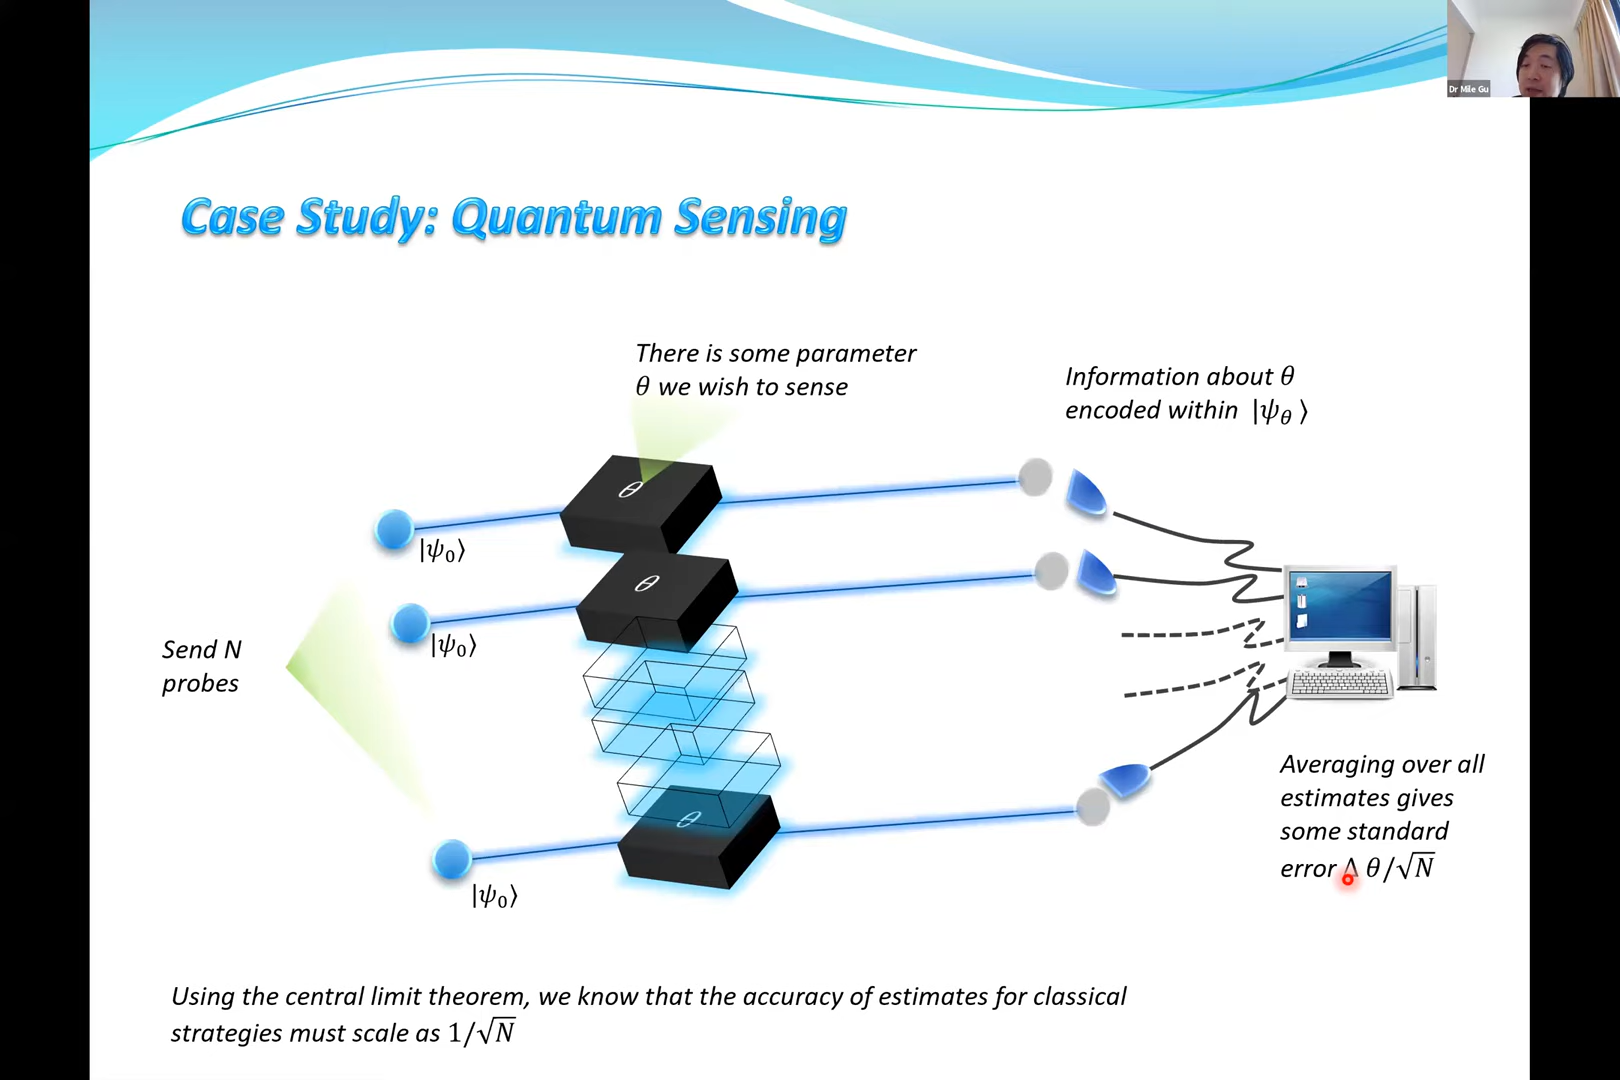 Dr Mile Gu
Case Study: Quantum Sensing
There is some parameter
θ we wish to sense
Information about θ
encoded within |ψ_θ⟩
θ
|ψ₀⟩
θ
|ψ₀⟩
Send N
probes
θ
|ψ₀⟩
Averaging over all
estimates gives
some standard
error Δ θ/√N
Using the central limit theorem, we know that the accuracy of estimates for classical
strategies must scale as 1/√N